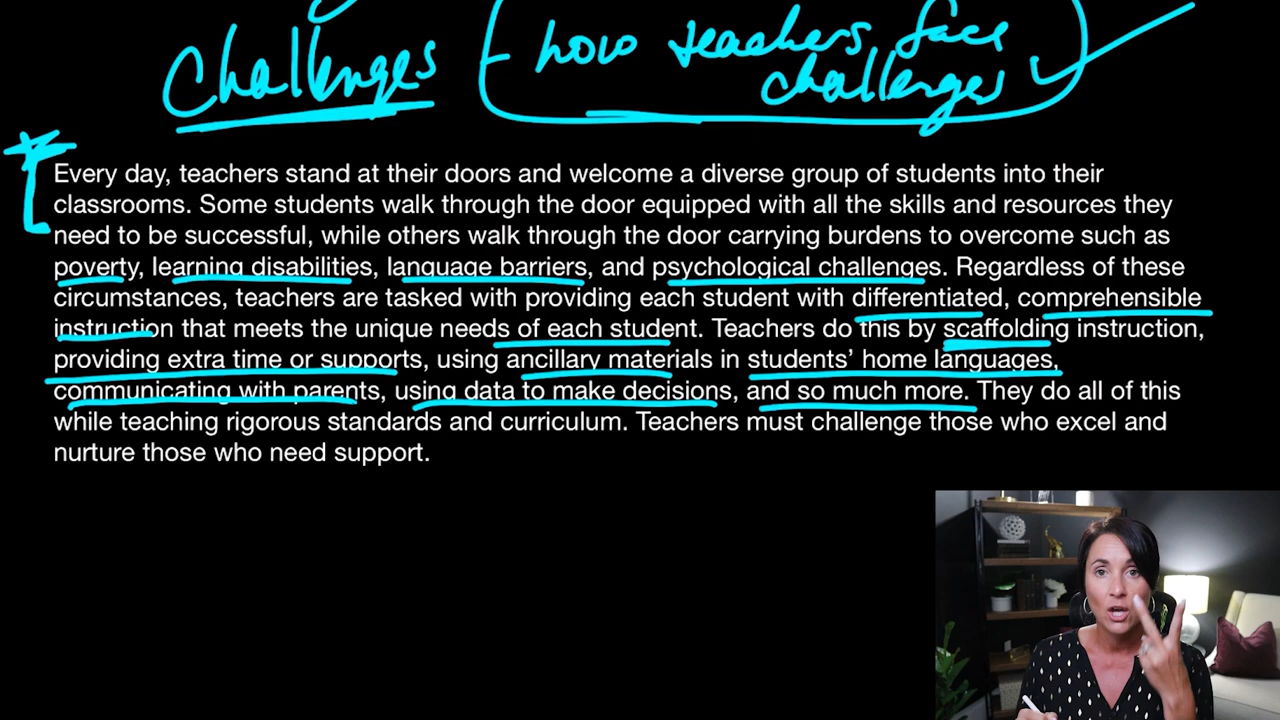 Challenges how teachers face
challenges
Every day, teachers stand at their doors and welcome a diverse group of students into their
classrooms. Some students walk through the door equipped with all the skills and resources they
need to be successful, while others walk through the door carrying burdens to overcome such as
poverty, learning disabilities, language barriers, and psychological challenges. Regardless of these
circumstances, teachers are tasked with providing each student with differentiated, comprehensible
instruction that meets the unique needs of each student. Teachers do this by scaffolding instruction,
providing extra time or supports, using ancillary materials in students’ home languages,
communicating with parents, using data to make decisions, and so much more. They do all of this
while teaching rigorous standards and curriculum. Teachers must challenge those who excel and
nurture those who need support.